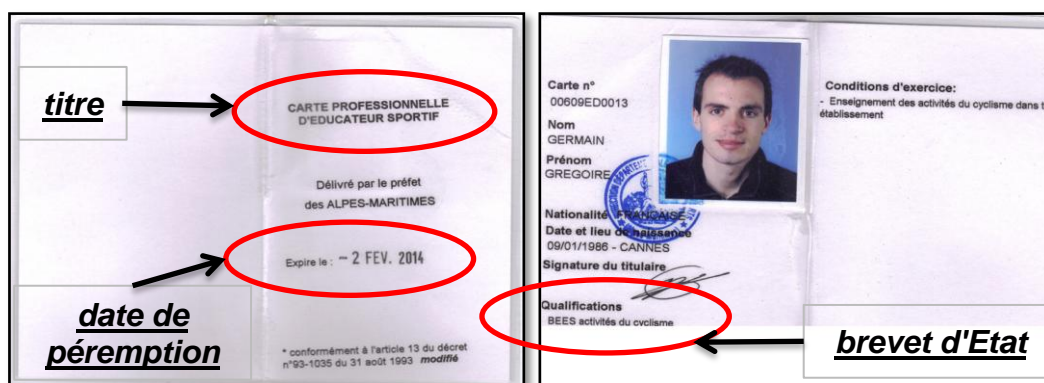 titre
CARTE PROFESSIONNELLE
D'EDUCATEUR SPORTIF
Délivré par le préfet
des ALPES-MARITIMES
Expire le : - 2 FEV. 2014
date de
péremption
* conformément à l'article 13 du décret
n°93-1035 du 31 août 1993 modifié
Carte n°
00609ED0013
Nom
GERMAIN
Prénom
GREGOIRE
Nationalité FRANCAISE
Date et lieu de naissance
09/01/1986 - CANNES
Signature du titulaire
Qualifications
BEES activités du cyclisme
Conditions d'exercice:
- Enseignement des activités du cyclisme dans
établissement
brevet d'Etat